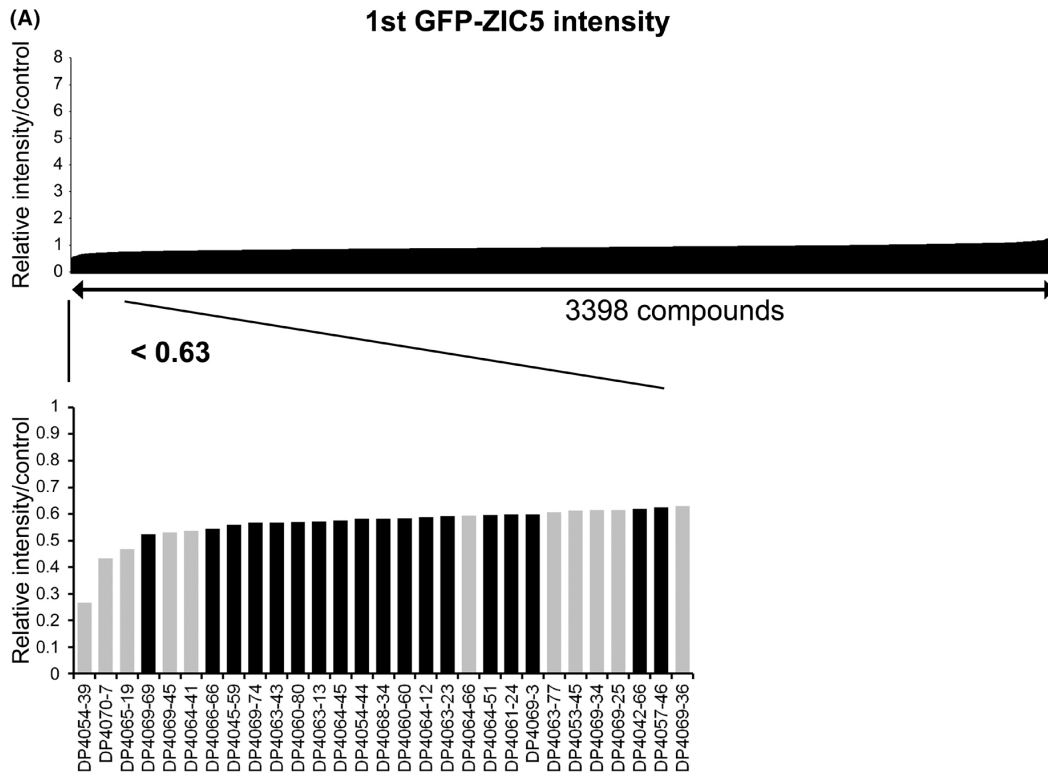 (A)
1st GFP-ZIC5 intensity
Relative intensity/control
8
7
6
5
4
3
2
1
0
3398 compounds
< 0.63
Relative intensity/control
1
0.9
0.8
0.7
0.6
0.5
0.4
0.3
0.2
0.1
0
DP4054-39
DP4070-7
DP4065-19
DP4069-69
DP4069-45
DP4064-41
DP4066-66
DP4045-59
DP4069-74
DP4063-43
DP4060-80
DP4063-13
DP4064-45
DP4054-44
DP4068-34
DP4060-60
DP4064-12
DP4063-23
DP4064-66
DP4064-51
DP4061-24
DP4069-3
DP4063-77
DP4053-45
DP4069-34
DP4069-25
DP4042-66
DP4057-46
DP4069-36